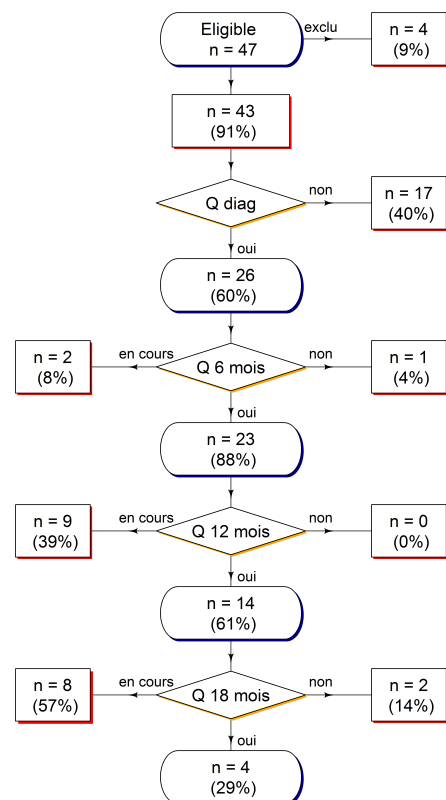 Eligible
n = 47
exclu
n = 4
(9%)
n = 43
(91%)
Q diag
non
n = 17
(40%)
oui
n = 26
(60%)
n = 2
(8%)
en cours
Q 6 mois
non
n = 1
(4%)
oui
n = 23
(88%)
n = 9
(39%)
en cours
Q 12 mois
non
n = 0
(0%)
oui
n = 14
(61%)
n = 8
(57%)
en cours
Q 18 mois
non
n = 2
(14%)
oui
n = 4
(29%)